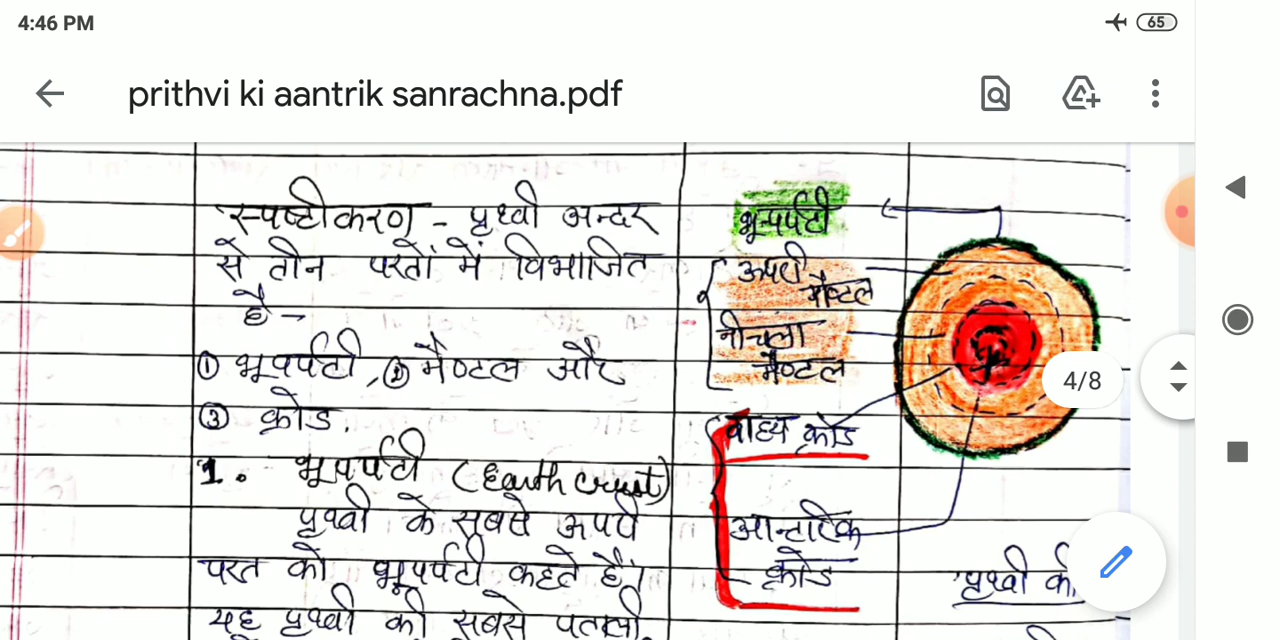 4:46 PM
65
prithvi ki aantrik sanrachna.pdf
स्पष्टीकरण - पृथ्वी अन्दर
से तीन परतों में विभाजित
है -
① भूपर्पटी, ② मैण्टल और
③ क्रोड.
1. भूपर्पटी (Earth crust)
पृथ्वी के सबसे ऊपरी
परत को भूपर्पटी कहते हैं।
यह पृथ्वी की सबसे पतली
भू-पर्पटी
ऊपरी
मैण्टल
नीचला
मैण्टल
वाह्य क्रोड
आन्तरिक
क्रोड
4/8
पृथ्वी की